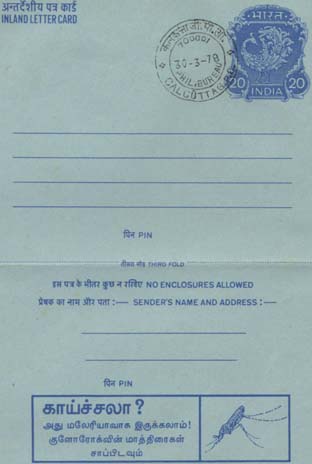 अन्तर्देशीय पत्र कार्ड
INLAND LETTER CARD
कलकत्ता जी.पी.ओ.
700001
30-3-78
PHIL. BUREAU
CALCUTTA G.P.O.
भारत
20 20
INDIA
पिन PIN
तीसरा मोड़ THIRD FOLD
इस पत्र के भीतर कुछ न रखिए NO ENCLOSURES ALLOWED
प्रेषक का नाम और पता :— SENDER'S NAME AND ADDRESS :—
पिन PIN
காய்ச்சலா?
அது மலேரியாவாக இருக்கலாம்!
குளோரோக்வின் மாத்திரைகள்
சாப்பிடவும்